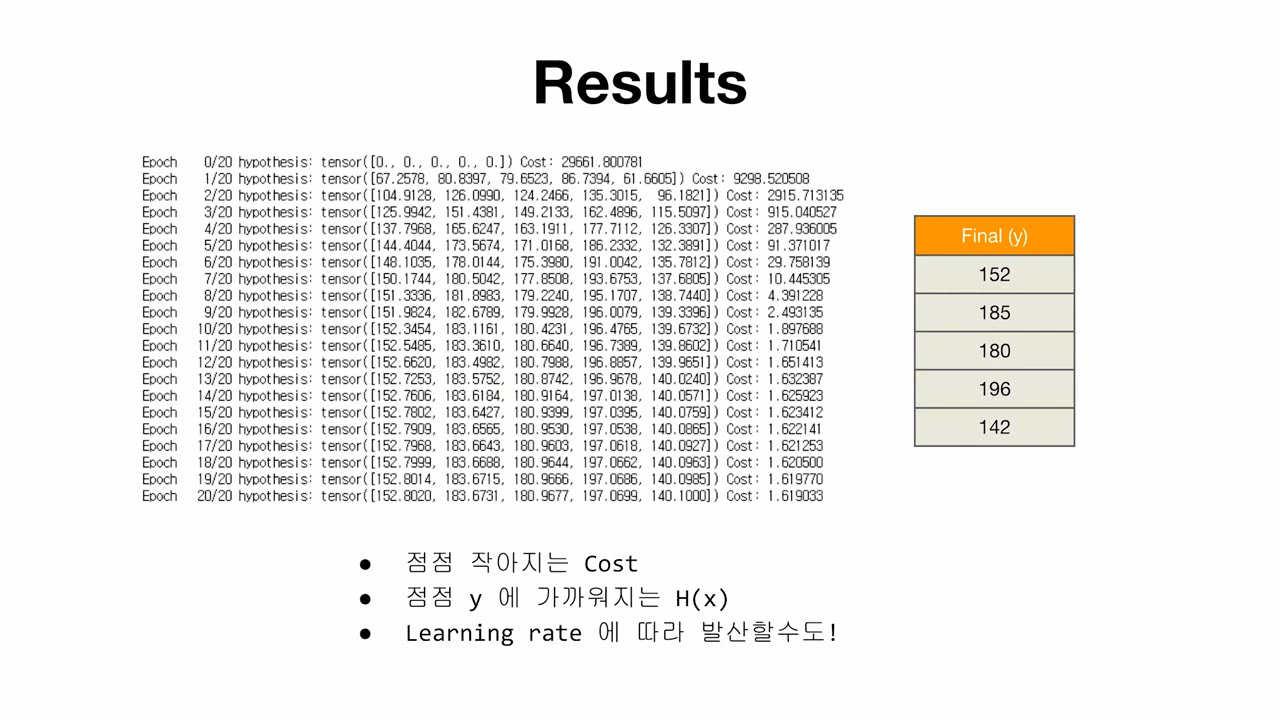 Results
Epoch 0/20 hypothesis: tensor([0., 0., 0., 0., 0.]) Cost: 29661.800781
Epoch 1/20 hypothesis: tensor([67.2578, 80.8397, 79.6523, 86.7394, 61.6605]) Cost: 9298.520508
Epoch 2/20 hypothesis: tensor([104.9128, 126.0990, 124.2466, 135.3015, 96.1821]) Cost: 2915.713135
Epoch 3/20 hypothesis: tensor([125.9942, 151.4381, 149.2133, 162.4896, 115.5097]) Cost: 915.040527
Epoch 4/20 hypothesis: tensor([137.7968, 165.6247, 163.1911, 177.7112, 126.3307]) Cost: 287.936005
Epoch 5/20 hypothesis: tensor([144.4044, 173.5674, 171.0168, 186.2332, 132.3891]) Cost: 91.371017
Epoch 6/20 hypothesis: tensor([148.1035, 178.0144, 175.3980, 191.0042, 135.7812]) Cost: 29.758139
Epoch 7/20 hypothesis: tensor([150.1744, 180.5042, 177.8508, 193.6753, 137.6805]) Cost: 10.445305
Epoch 8/20 hypothesis: tensor([151.3336, 181.8983, 179.2240, 195.1707, 138.7440]) Cost: 4.391228
Epoch 9/20 hypothesis: tensor([151.9824, 182.6789, 179.9928, 196.0079, 139.3396]) Cost: 2.493135
Epoch 10/20 hypothesis: tensor([152.3454, 183.1161, 180.4231, 196.4765, 139.6732]) Cost: 1.897688
Epoch 11/20 hypothesis: tensor([152.5485, 183.3610, 180.6640, 196.7389, 139.8602]) Cost: 1.710541
Epoch 12/20 hypothesis: tensor([152.6620, 183.4982, 180.7988, 196.8857, 139.9651]) Cost: 1.651413
Epoch 13/20 hypothesis: tensor([152.7253, 183.5752, 180.8742, 196.9678, 140.0240]) Cost: 1.632387
Epoch 14/20 hypothesis: tensor([152.7606, 183.6184, 180.9164, 197.0138, 140.0571]) Cost: 1.625923
Epoch 15/20 hypothesis: tensor([152.7802, 183.6427, 180.9399, 197.0395, 140.0759]) Cost: 1.623412
Epoch 16/20 hypothesis: tensor([152.7909, 183.6565, 180.9530, 197.0538, 140.0865]) Cost: 1.622141
Epoch 17/20 hypothesis: tensor([152.7968, 183.6643, 180.9603, 197.0618, 140.0927]) Cost: 1.621253
Epoch 18/20 hypothesis: tensor([152.7999, 183.6688, 180.9644, 197.0662, 140.0963]) Cost: 1.620500
Epoch 19/20 hypothesis: tensor([152.8014, 183.6715, 180.9666, 197.0686, 140.0985]) Cost: 1.619770
Epoch 20/20 hypothesis: tensor([152.8020, 183.6731, 180.9677, 197.0699, 140.1000]) Cost: 1.619033
Final (y)
152
185
180
196
142
● 점점 작아지는 Cost
● 점점 y 에 가까워지는 H(x)
● Learning rate 에 따라 발산할수도!